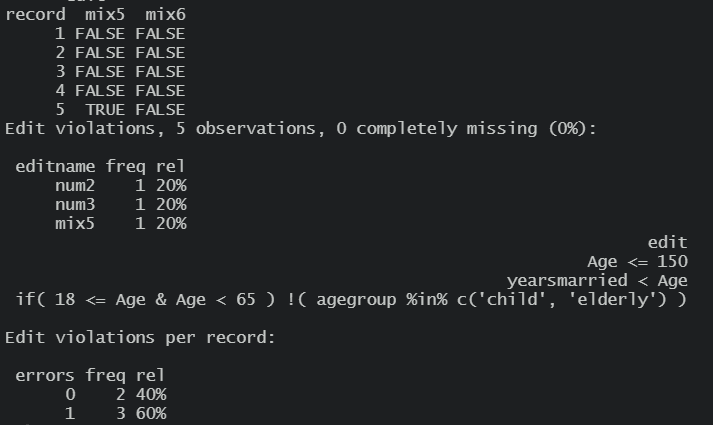 record mix5 mix6
1 FALSE FALSE
2 FALSE FALSE
3 FALSE FALSE
4 FALSE FALSE
5 TRUE FALSE
Edit violations, 5 observations, 0 completely missing (0%):
editname freq rel
num2 1 20%
num3 1 20%
mix5 1 20%
edit
Age <= 150
yearsmarried < Age
if( 18 <= Age & Age < 65 ) !( agegroup %in% c('child', 'elderly') )
Edit violations per record:
errors freq rel
0 2 40%
1 3 60%